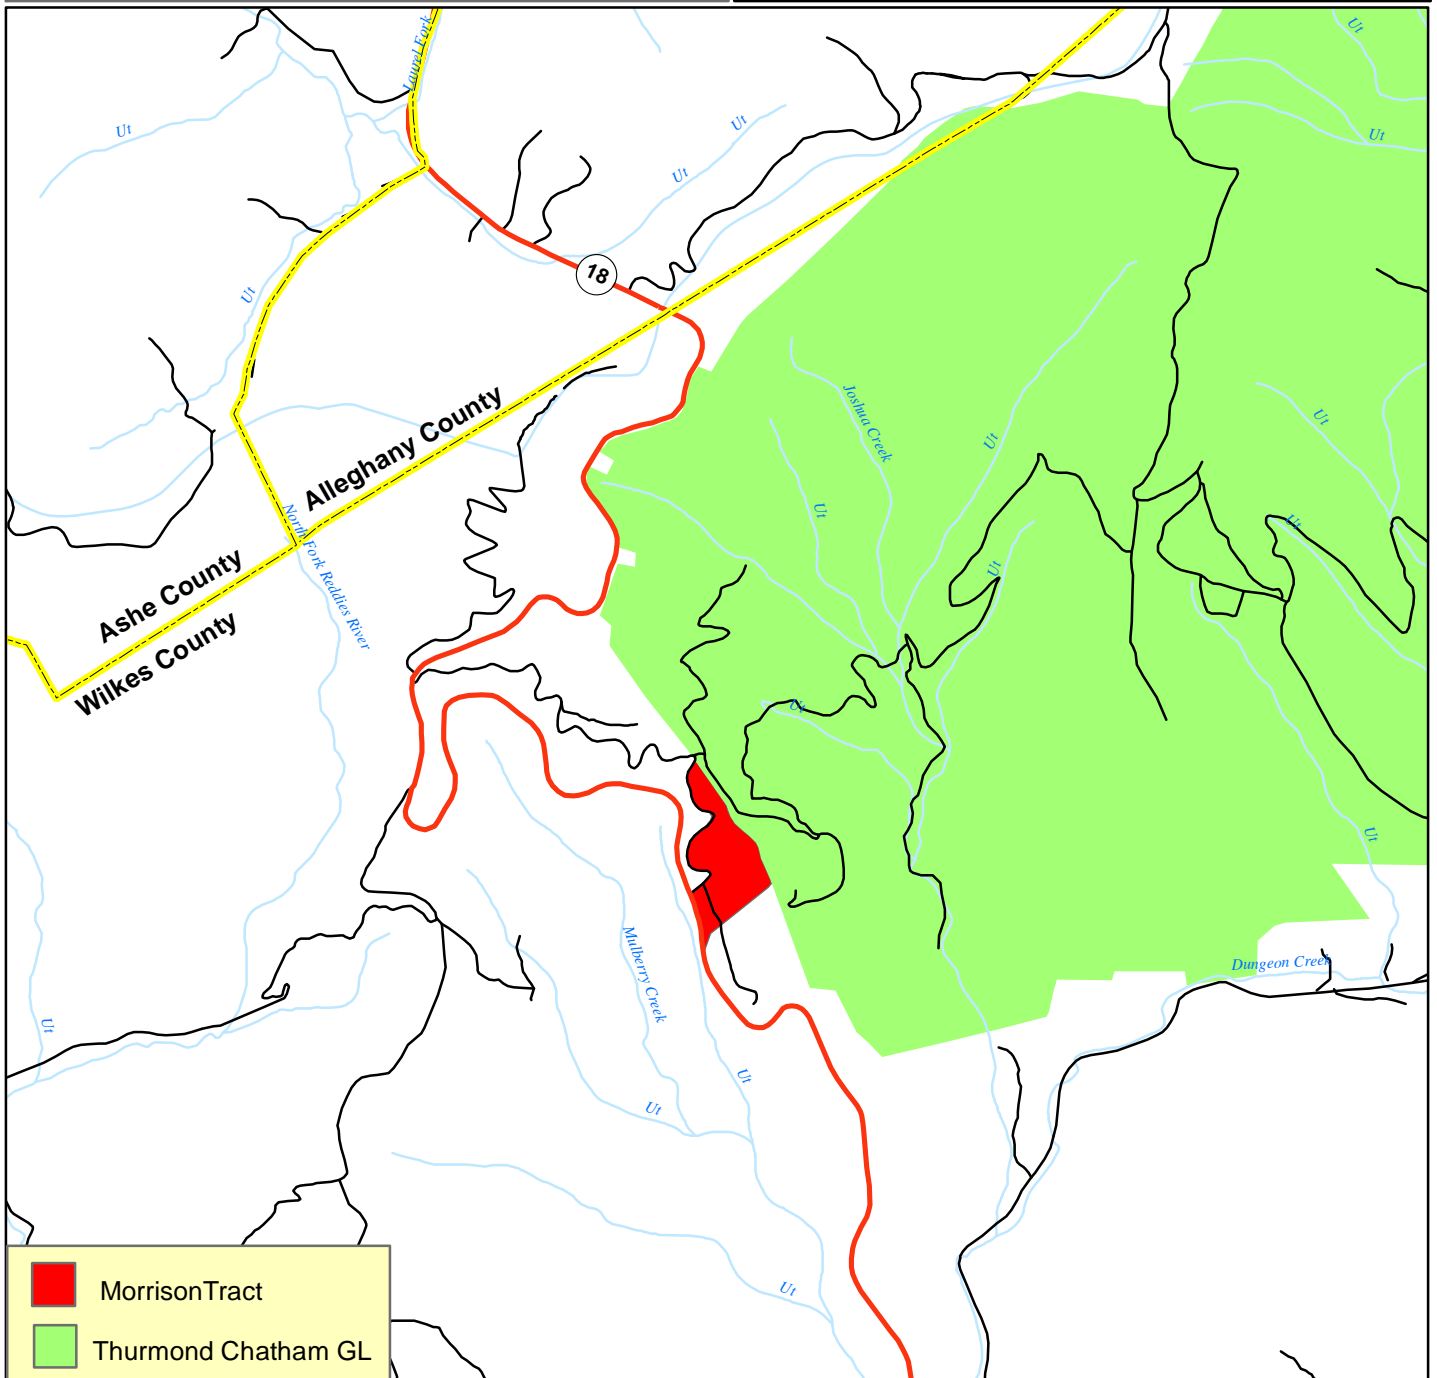 Laurel Fork
Ut
Ut
Ut
Ut
Ut
Ut
18
Joshua Creek
Alleghany County
Ut
Ut
Ut
North Fork Reddies River
Ut
Ashe County
Ut
Wilkes County
Ut
Ut
Mulberry Creek
Dungeon Creek
Ut
Ut
Ut
Ut
MorrisonTract
Thurmond Chatham GL